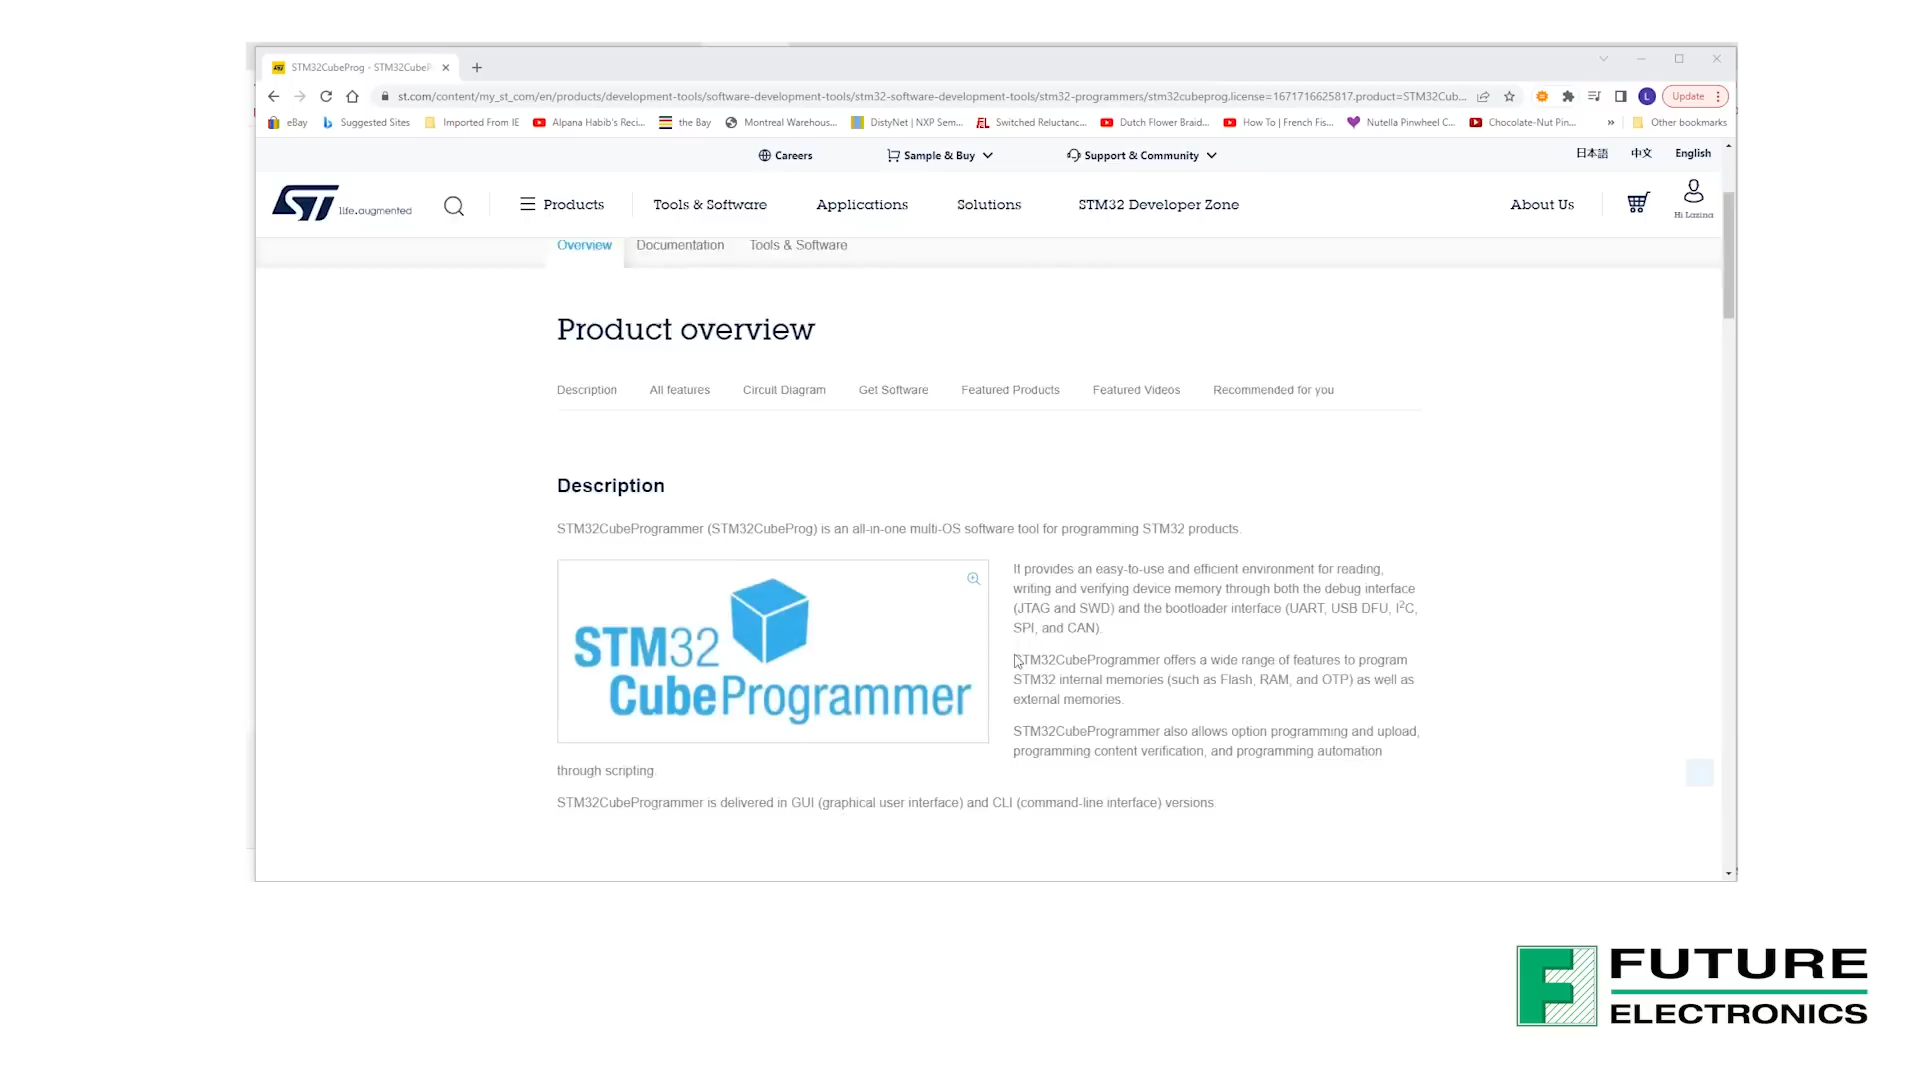 STM32CubeProg - STM32CubeP
st.com/content/my_st_com/en/products/development-tools/software-development-tools/stm32-software-development-tools/stm32-programmers/stm32cubeprog.license=1671716625817.product=STM32Cub...
Update
eBay
Suggested Sites
Imported From IE
Alpana Habib's Reci...
the Bay
Montreal Warehous...
DistyNet | NXP Sem...
Switched Reluctanc...
Dutch Flower Braid...
How To | French Fis...
Nutella Pinwheel C...
Chocolate-Nut Pin...
»
Other bookmarks
Careers
Sample & Buy
Support & Community
日本語
中文
English
ST life.augmented
Products
Tools & Software
Applications
Solutions
STM32 Developer Zone
About Us
Hi Lazina
Overview
Documentation
Tools & Software
Product overview
Description
All features
Circuit Diagram
Get Software
Featured Products
Featured Videos
Recommended for you
Description
STM32CubeProgrammer (STM32CubeProg) is an all-in-one multi-OS software tool for programming STM32 products.
STM32
CubeProgrammer
It provides an easy-to-use and efficient environment for reading,
writing and verifying device memory through both the debug interface
(JTAG and SWD) and the bootloader interface (UART, USB DFU, I²C,
SPI, and CAN).
STM32CubeProgrammer offers a wide range of features to program
STM32 internal memories (such as Flash, RAM, and OTP) as well as
external memories.
STM32CubeProgrammer also allows option programming and upload,
programming content verification, and programming automation
through scripting.
STM32CubeProgrammer is delivered in GUI (graphical user interface) and CLI (command-line interface) versions
L
F
FUTURE
ELECTRONICS